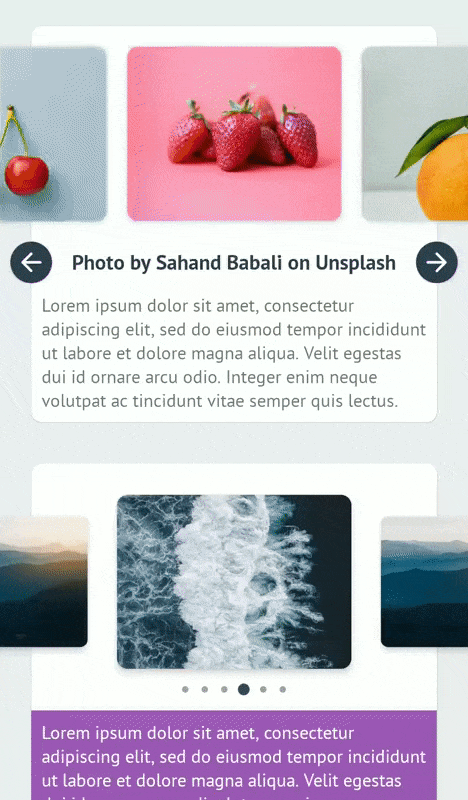 Photo by Sahand Babali on Unsplash
Lorem ipsum dolor sit amet, consectetur
adipiscing elit, sed do eiusmod tempor incididunt
ut labore et dolore magna aliqua. Velit egestas
dui id ornare arcu odio. Integer enim neque
volutpat ac tincidunt vitae semper quis lectus.
Lorem ipsum dolor sit amet, consectetur
adipiscing elit, sed do eiusmod tempor incididunt
ut labore et dolore magna aliqua. Velit egestas